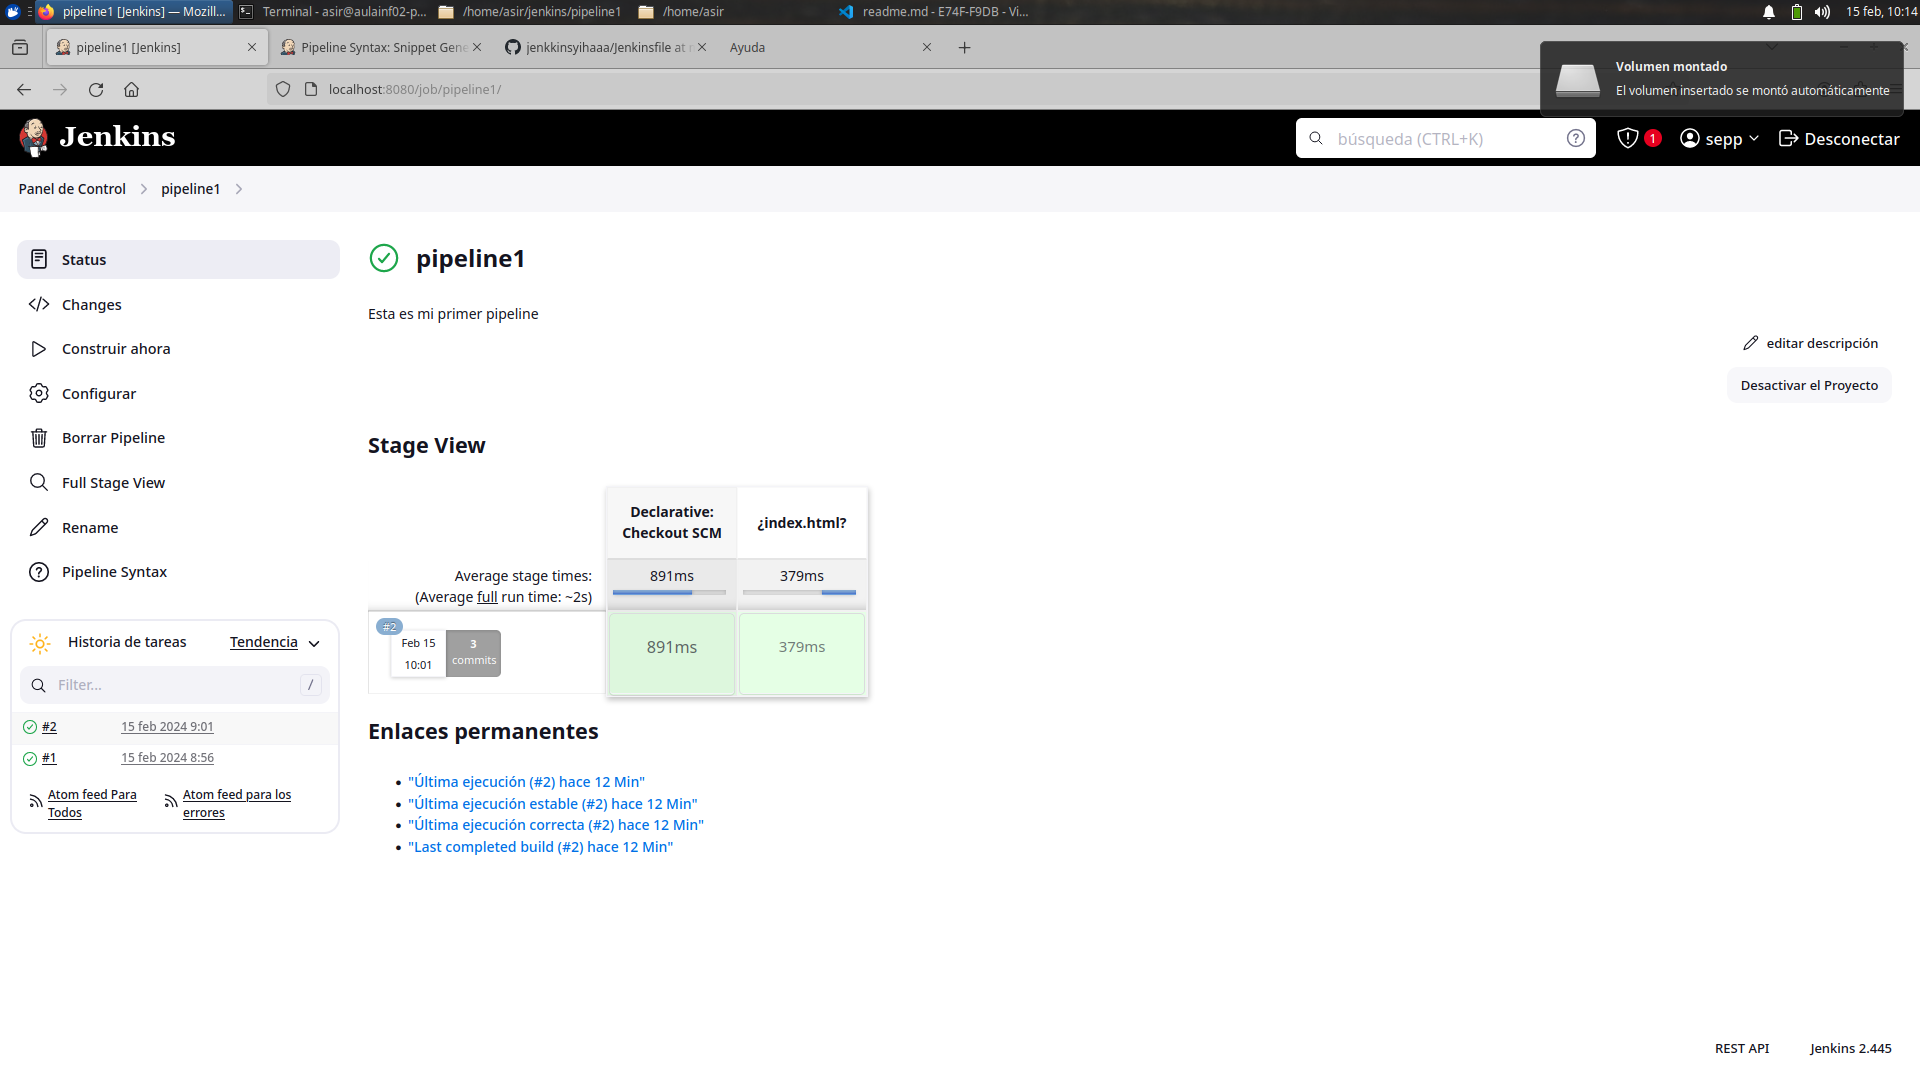 pipeline1 [Jenkins] — Mozill...
Terminal - asir@aulainf02-p...
/home/asir/jenkins/pipeline1
/home/asir
readme.md - E74F-F9DB - Vi...
15 feb, 10:14
pipeline1 [Jenkins]
Pipeline Syntax: Snippet Gene
jenkkinsyihaaa/Jenkinsfile at
Ayuda
Volumen montado
El volumen insertado se montó automáticamente
localhost:8080/job/pipeline1/
Jenkins
búsqueda (CTRL+K)
1
sepp
Desconectar
Panel de Control
pipeline1
Status
Changes
Construir ahora
Configurar
Borrar Pipeline
Full Stage View
Rename
Pipeline Syntax
Historia de tareas
Tendencia
Filter...
/
#2
15 feb 2024 9:01
#1
15 feb 2024 8:56
Atom feed Para
Todos
Atom feed para los
errores
pipeline1
Esta es mi primer pipeline
editar descripción
Desactivar el Proyecto
Stage View
Declarative:
Checkout SCM
¿index.html?
Average stage times:
(Average full run time: ~2s)
891ms
379ms
#2
Feb 15
10:01
3
commits
891ms
379ms
Enlaces permanentes
"Última ejecución (#2) hace 12 Min"
"Última ejecución estable (#2) hace 12 Min"
"Última ejecución correcta (#2) hace 12 Min"
"Last completed build (#2) hace 12 Min"
REST API
Jenkins 2.445